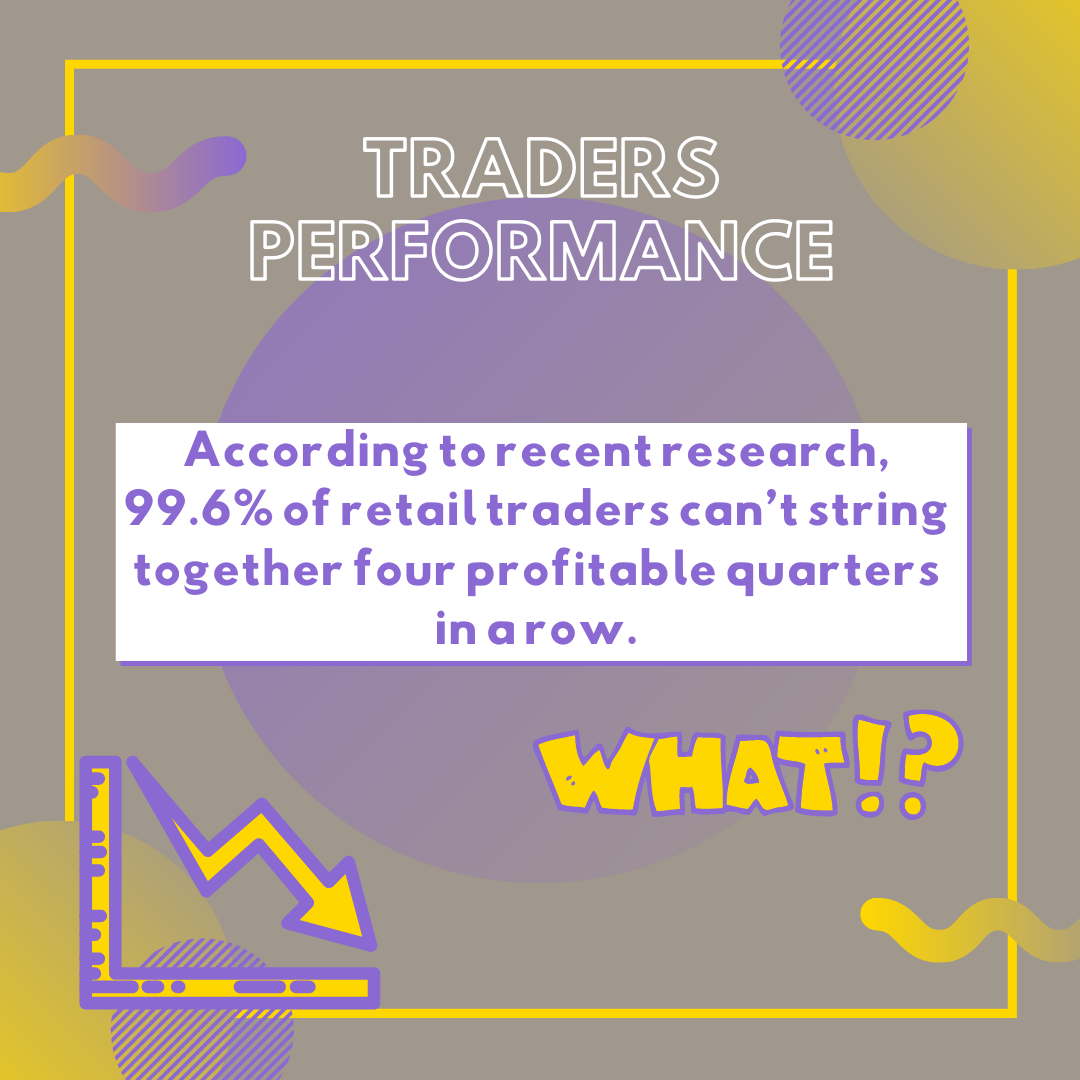 TRADERS
PERFORMANCE
According to recent research,
99.6% of retail traders can’t string
together four profitable quarters
in a row.
WHAT!?